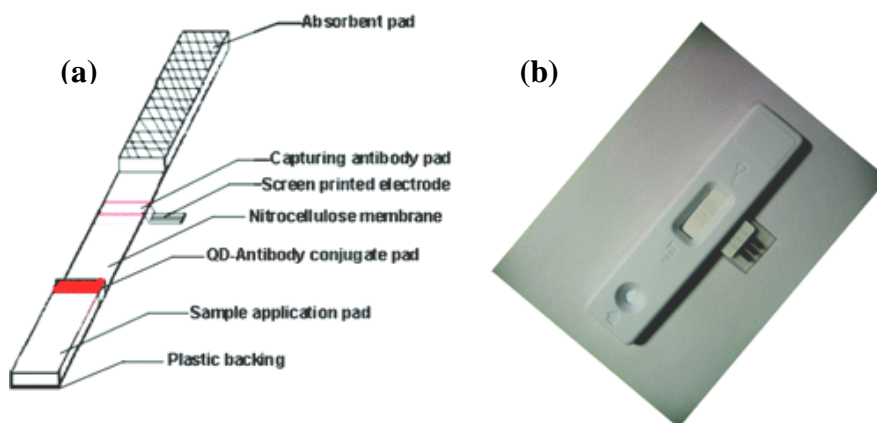 Absorbent pad
(a)
(b)
Capturing antibody pad
Screen printed electrode
Nitrocellulose membrane
QD-Antibody conjugate pad
Sample application pad
Plastic backing